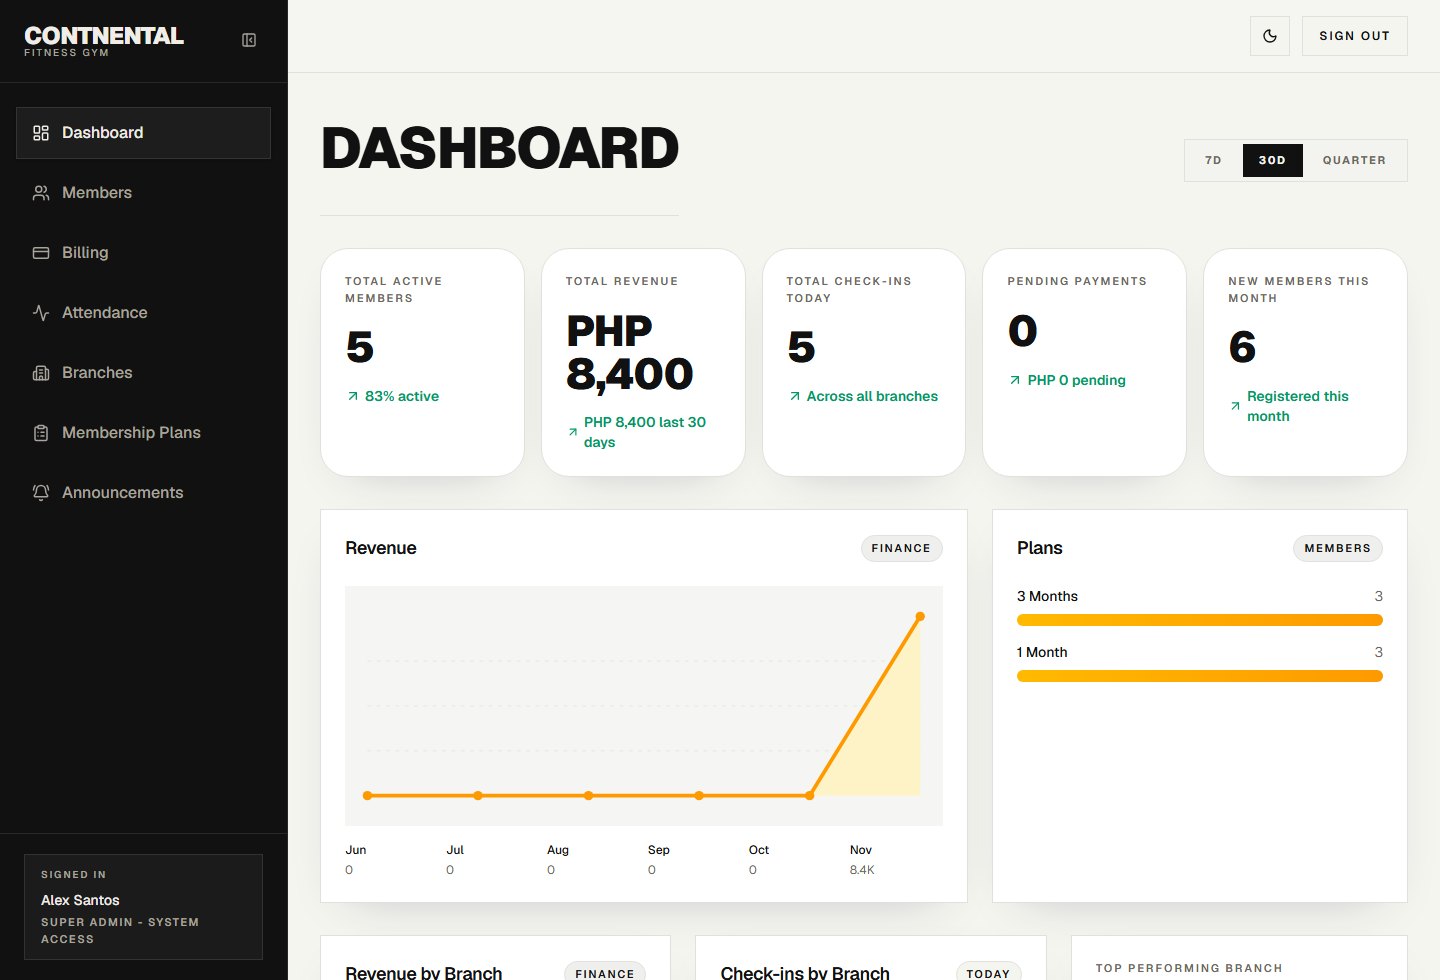 CONTNENTAL
FITNESS GYM
SIGN OUT
Dashboard
Members
Billing
Attendance
Branches
Membership Plans
Announcements
SIGNED IN
Alex Santos
SUPER ADMIN - SYSTEM
ACCESS
DASHBOARD
7D 30D QUARTER
TOTAL ACTIVE
MEMBERS
5
83% active
TOTAL REVENUE
PHP
8,400
PHP 8,400 last 30
days
TOTAL CHECK-INS
TODAY
5
Across all branches
PENDING PAYMENTS
0
PHP 0 pending
NEW MEMBERS THIS
MONTH
6
Registered this
month
Revenue FINANCE
Jun Jul Aug Sep Oct Nov
0 0 0 0 0 8.4K
Plans MEMBERS
3 Months 3
1 Month 3
Revenue by Branch FINANCE
Check-ins by Branch TODAY
TOP PERFORMING BRANCH